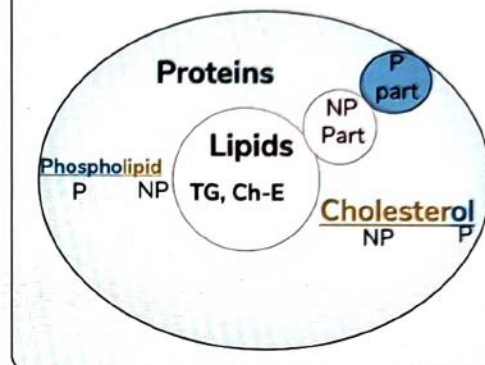 P
part
Proteins
NP
Part
Lipids
TG, Ch-E
Phospholipid
P NP
Cholesterol
NP P